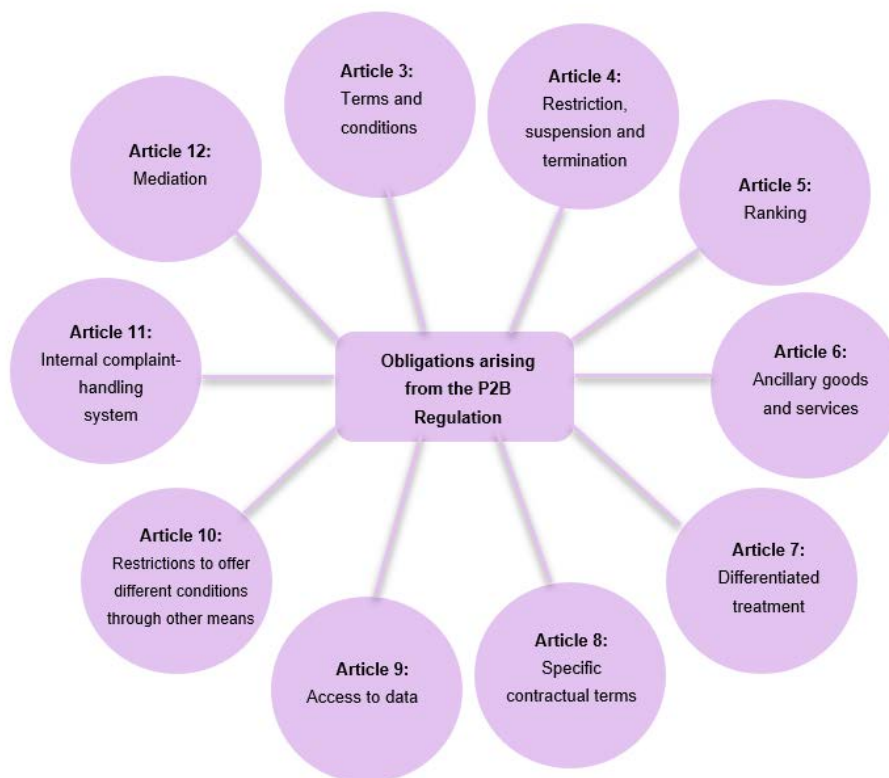 Article 3:
Terms and
conditions
Article 4:
Restriction,
suspension and
termination
Article 5:
Ranking
Article 6:
Ancillary goods
and services
Article 7:
Differentiated
treatment
Article 8:
Specific
contractual terms
Article 9:
Access to data
Article 10:
Restrictions to offer
different conditions
through other means
Article 11:
Internal complaint-
handling
system
Article 12:
Mediation
Obligations arising
from the P2B
Regulation